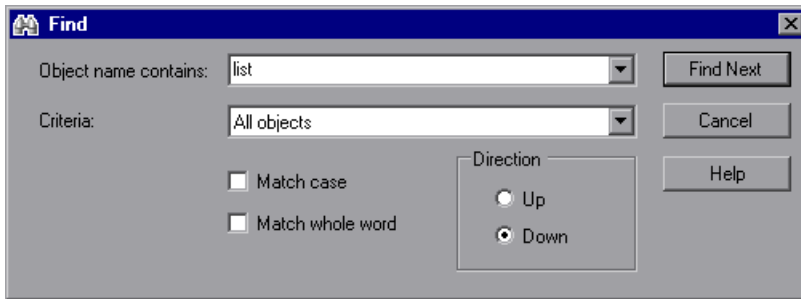 Find
Object name contains: list Find Next
Criteria: All objects Cancel
Match case Direction Help
Up
Match whole word
Down